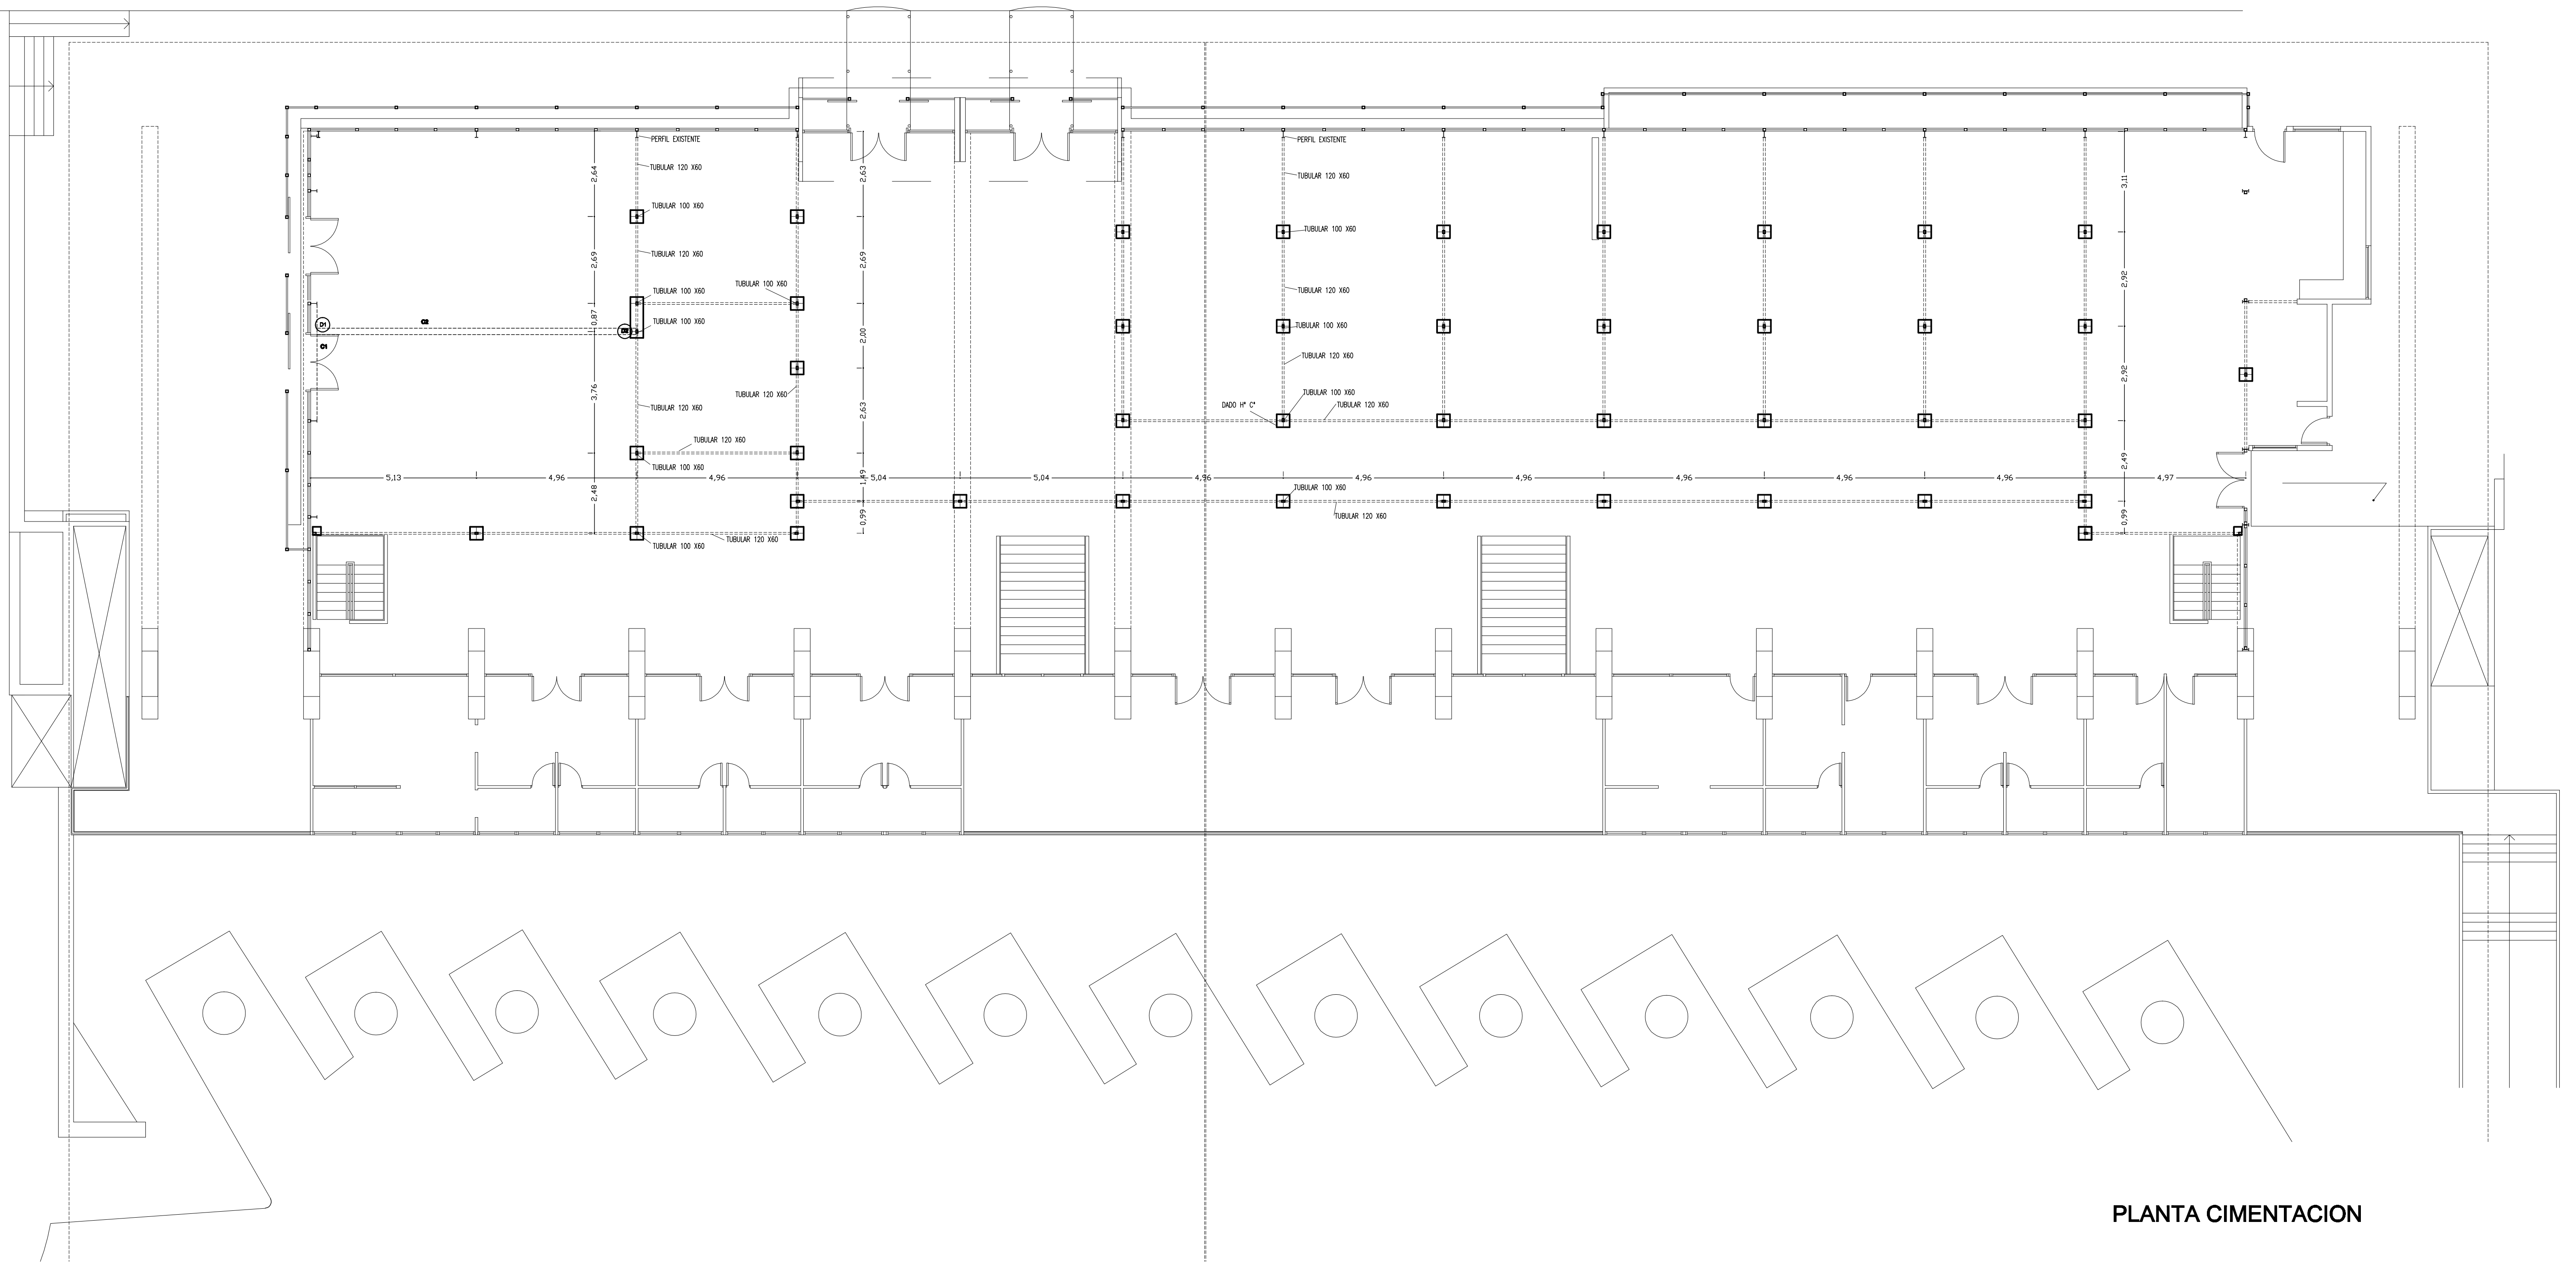 PERFIL EXISTENTE
PERFIL EXISTENTE
TUBULAR 120 X60
2,64
2,63
TUBULAR 120 X60
3,11
TUBULAR 100 X60
TUBULAR 100 X60
TUBULAR 120 X60
2,69
2,69
2,92
TUBULAR 100 X60
TUBULAR 100 X60
TUBULAR 120 X60
0,87
D1
C2
D2
TUBULAR 100 X60
TUBULAR 100 X60
2,00
C1
TUBULAR 120 X60
3,76
TUBULAR 120 X60
TUBULAR 100 X60
2,92
TUBULAR 120 X60
2,63
DADO Hº Cº
TUBULAR 120 X60
TUBULAR 120 X60
TUBULAR 100 X60
2,49
5,13
4,96
4,96
5,04
5,04
4,96
4,96
4,96
4,96
4,96
4,96
4,97
1,49
2,48
TUBULAR 100 X60
0,99
TUBULAR 120 X60
0,99
TUBULAR 120 X60
TUBULAR 100 X60
PLANTA CIMENTACION